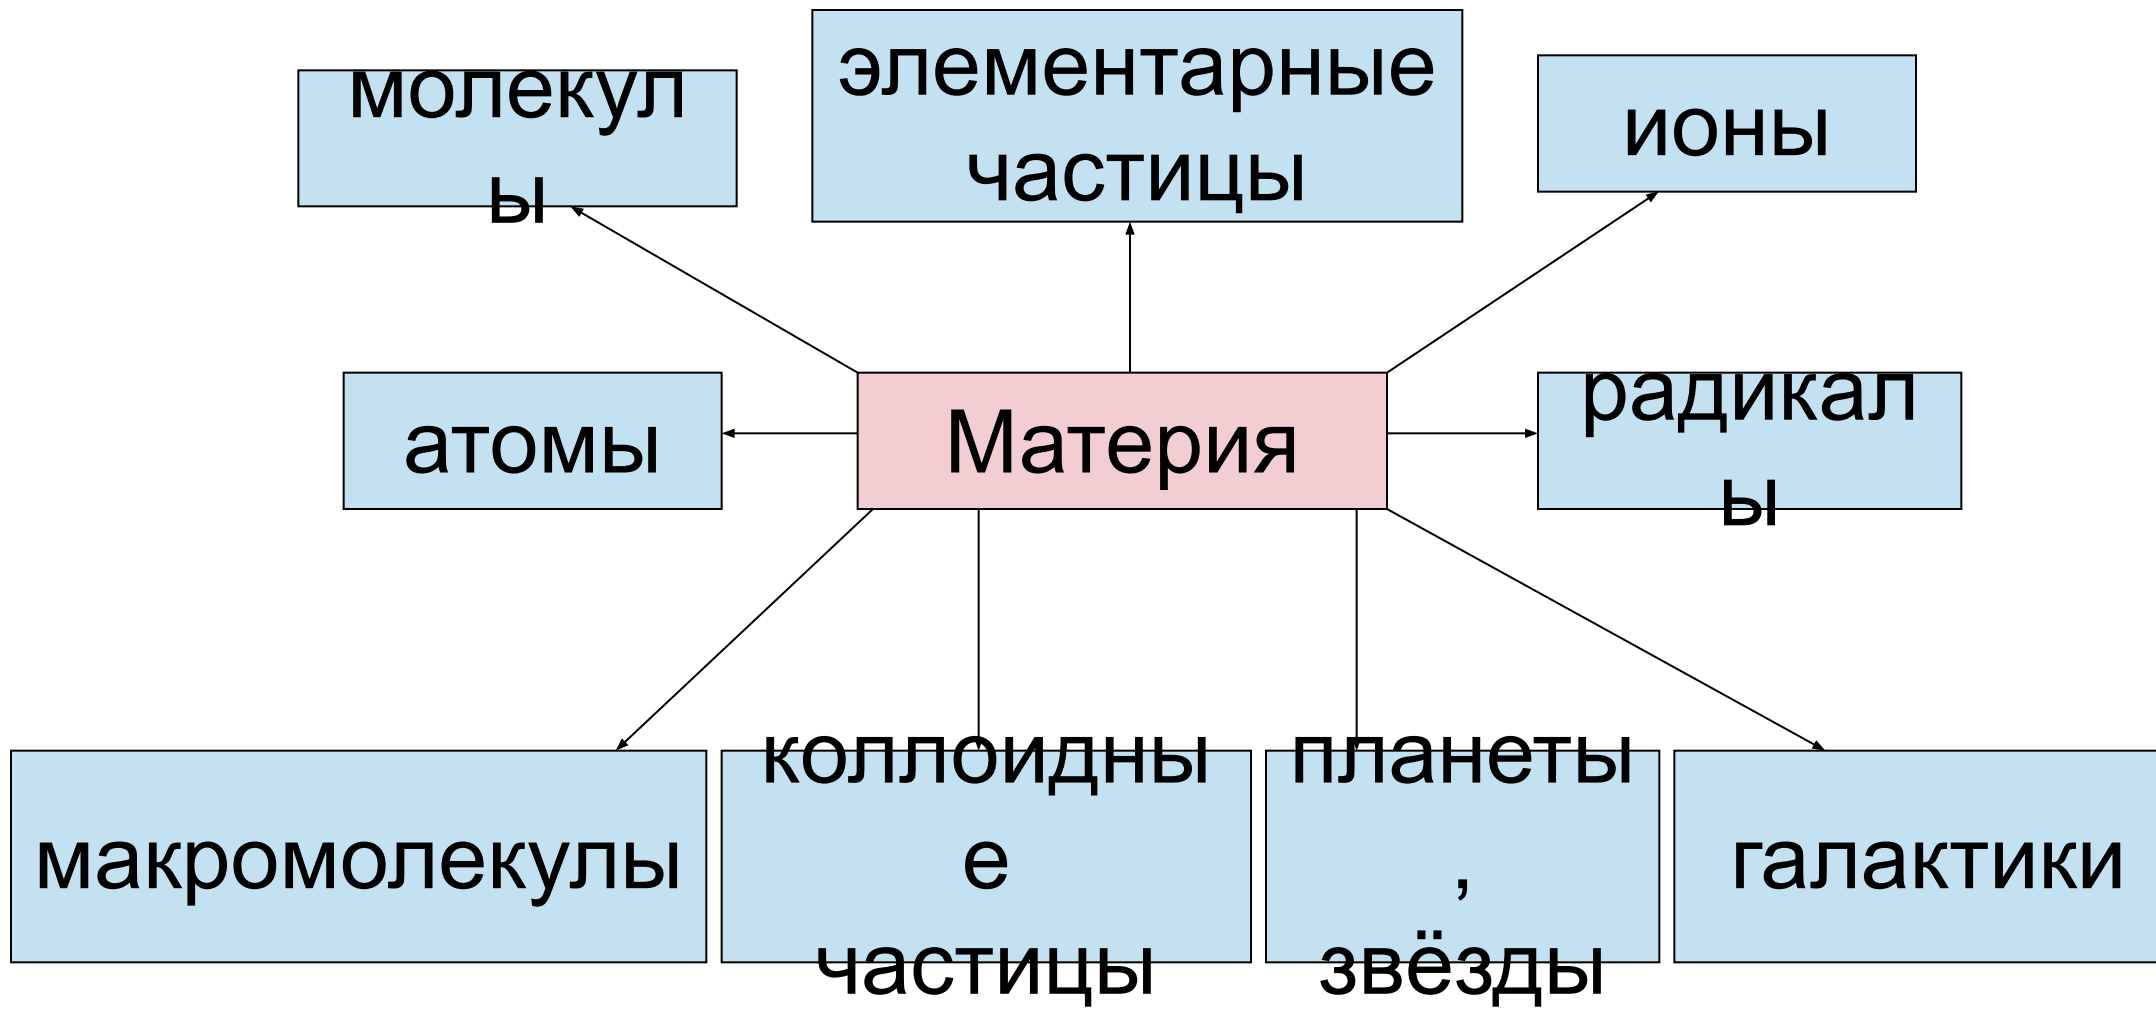 молекул
ы
элементарные
частицы
ионы
атомы
Материя
радикал
ы
макромолекулы
коллоидны
е
частицы
планеты
,
звёзды
галактики